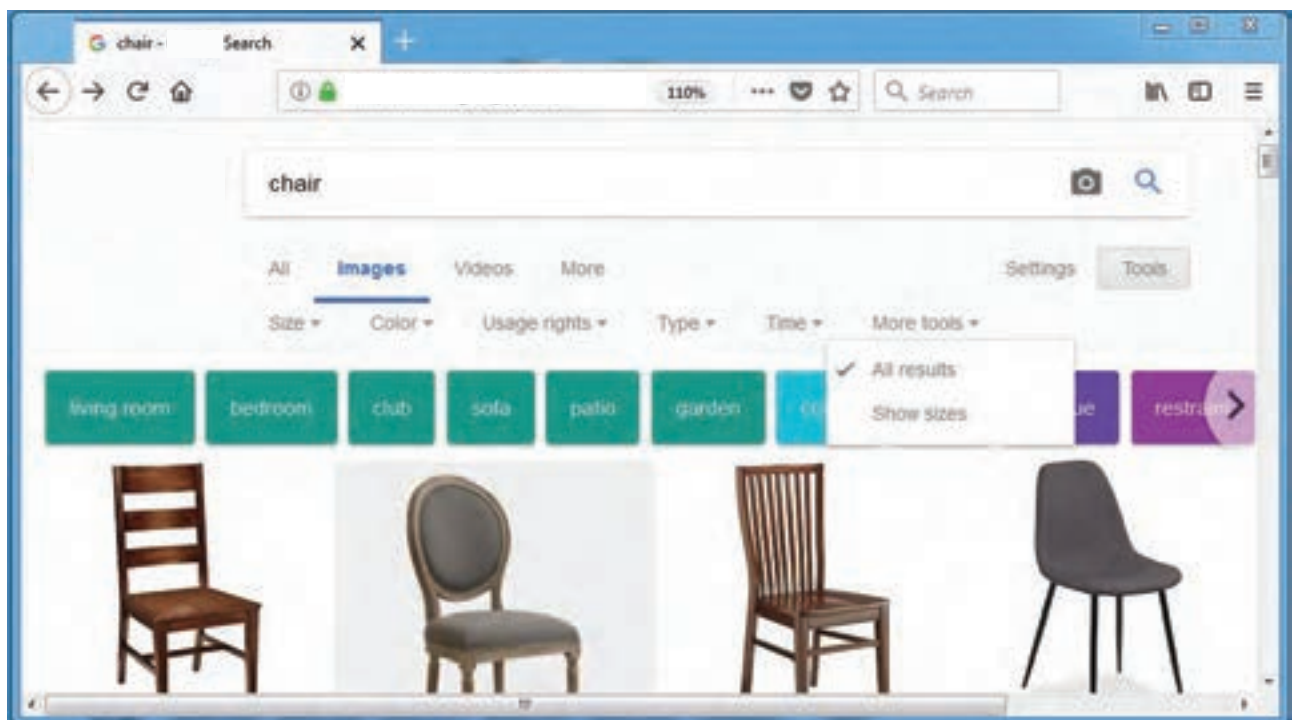 chair - Search
110% Search
chair
All Images Videos More Settings Tools
Size Color Usage rights Type Time More tools
All results
Show sizes
living room bedroom club sofa patio garden